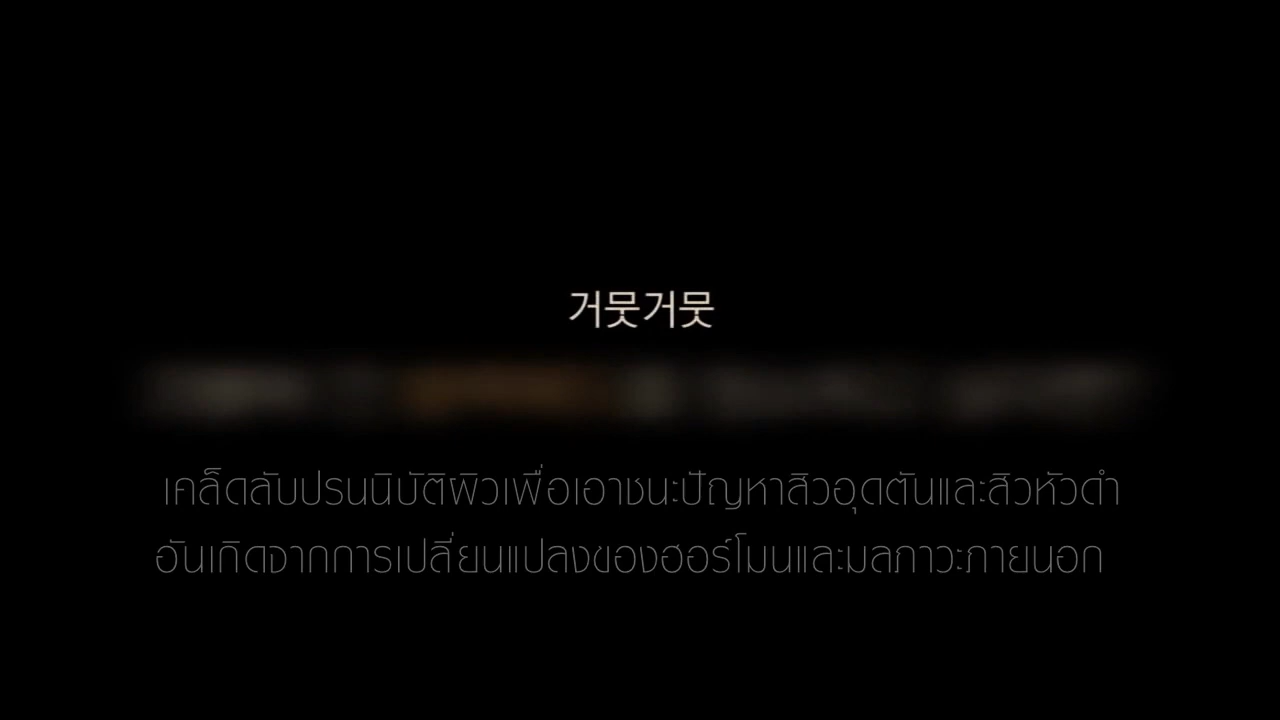 거뭇거뭇
เคล็ดลับปรนนิบัติผิวเพื่อเอาชนะปัญหาสิวอุดตันและสิวหัวดำ
อันเกิดจากการเปลี่ยนแปลงของฮอร์โมนและมลภาวะภายนอก